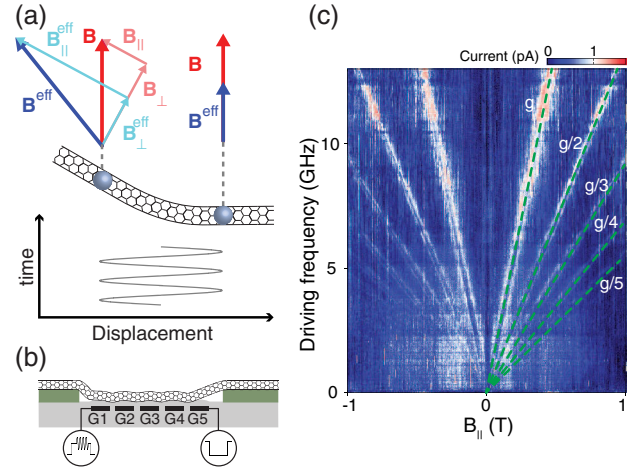 (a)
B
B∥^eff
B∥
B⊥
B^eff
B⊥^eff
B
B^eff
time
Displacement
(b)
G1 G2 G3 G4 G5
(c)
Current (pA)
0 1
Driving frequency (GHz)
10
5
0
g
g/2
g/3
g/4
g/5
-1 0 1
B∥ (T)